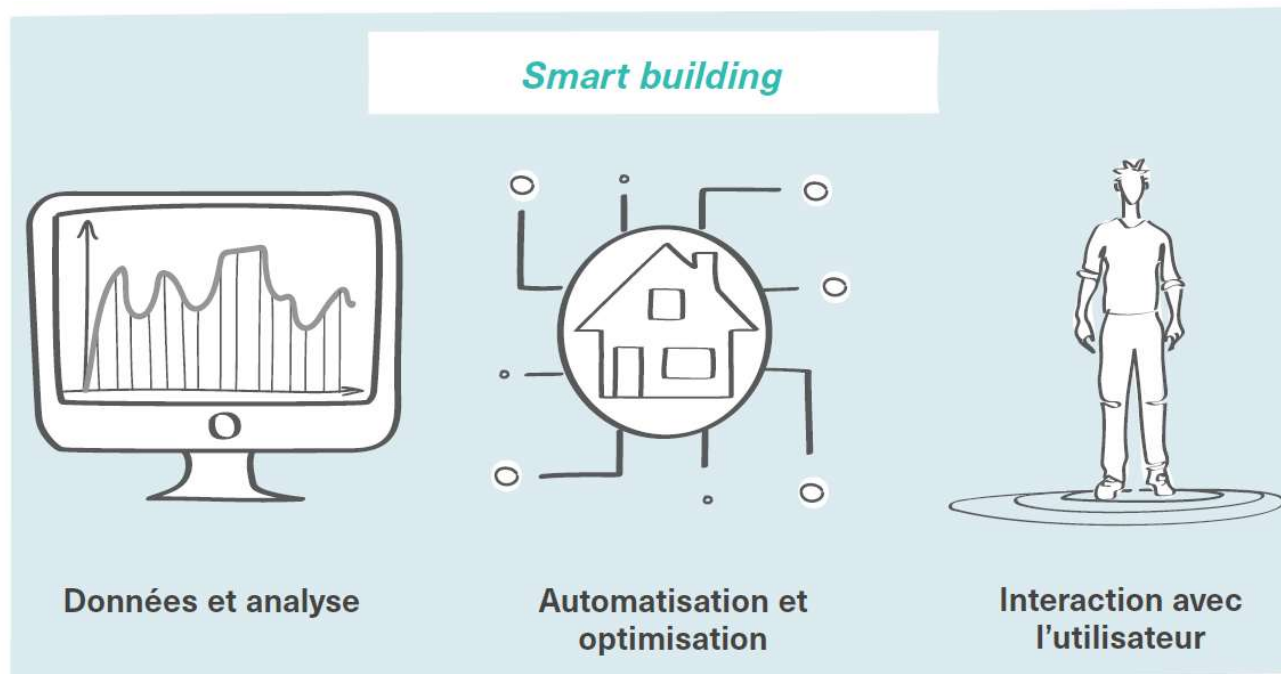 Smart building
Données et analyse
Automatisation et
optimisation
Interaction avec
l'utilisateur